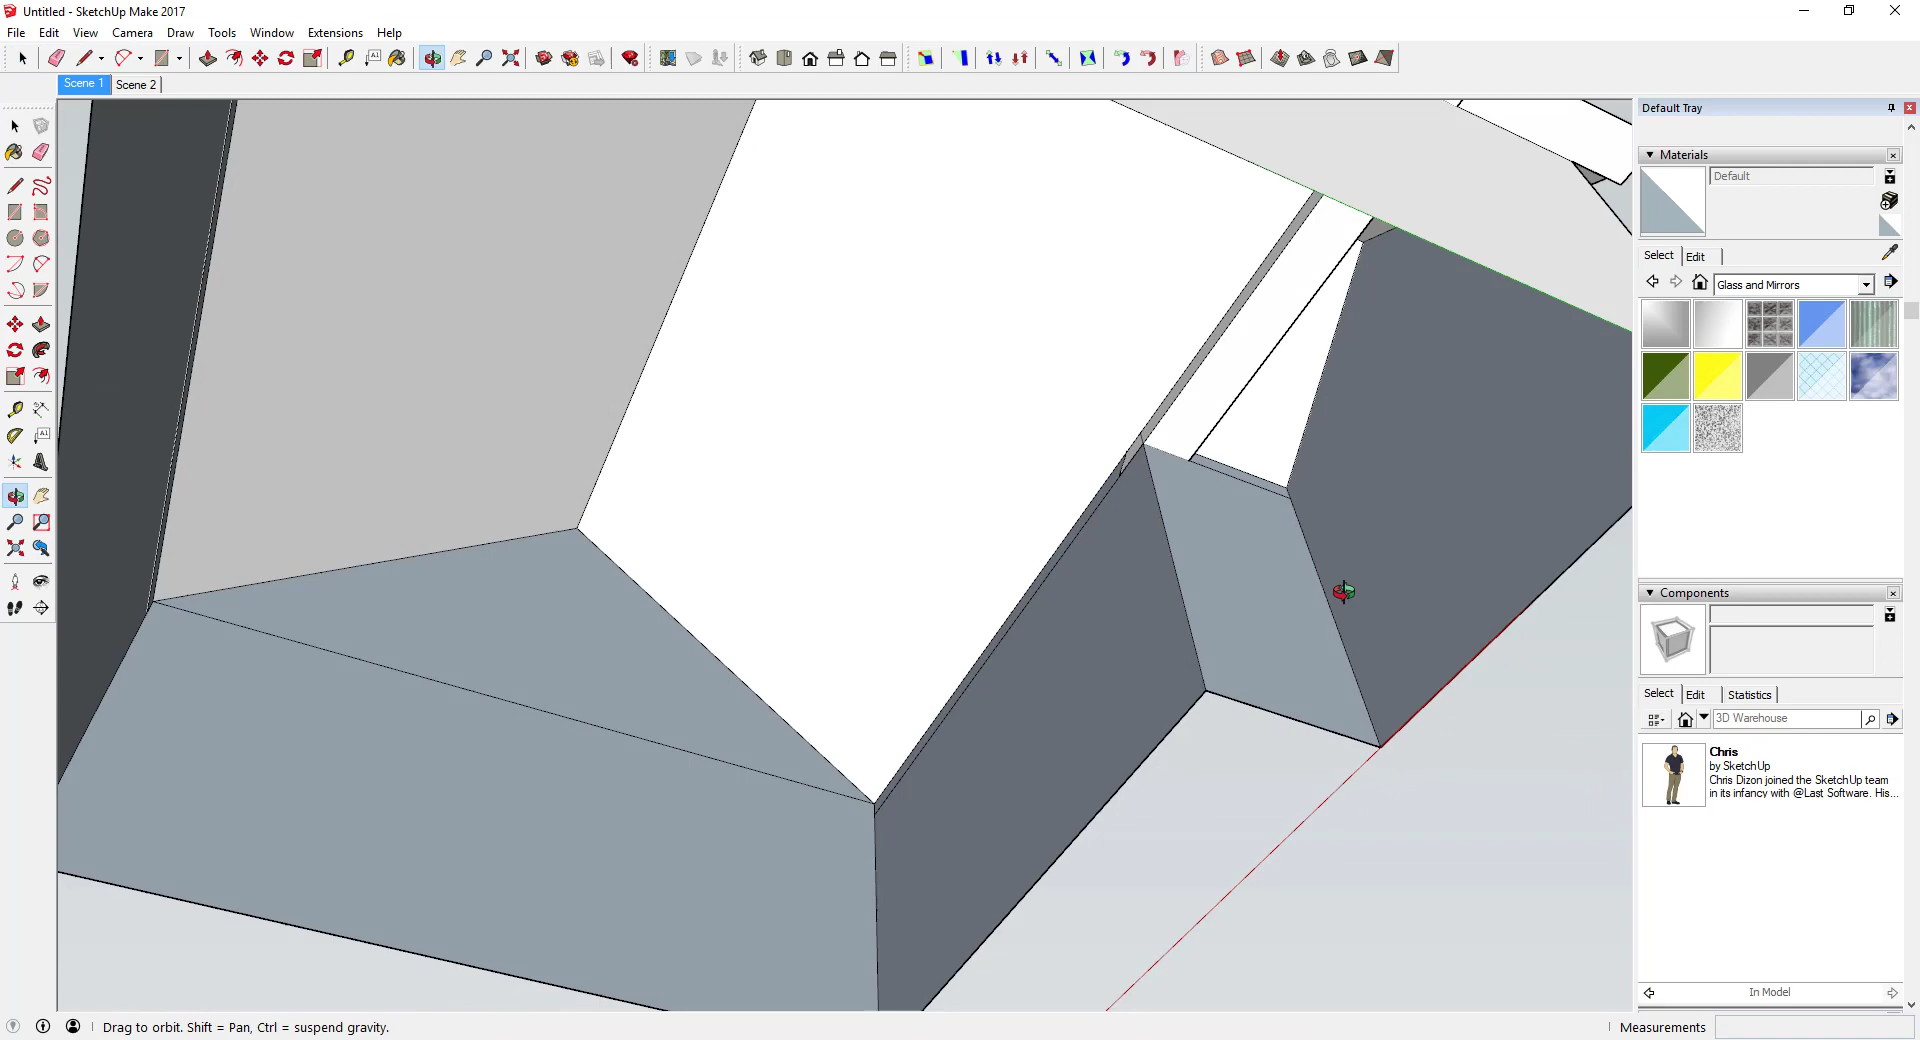 Untitled - SketchUp Make 2017
File Edit View Camera Draw Tools Window Extensions Help
Scene 1 Scene 2
Default Tray
Materials
Default
Select Edit
Glass and Mirrors
Components
Select Edit Statistics
3D Warehouse
Chris
by SketchUp
Chris Dizon joined the SketchUp team
in its infancy with @Last Software. His...
In Model
Drag to orbit. Shift = Pan, Ctrl = suspend gravity.
Measurements